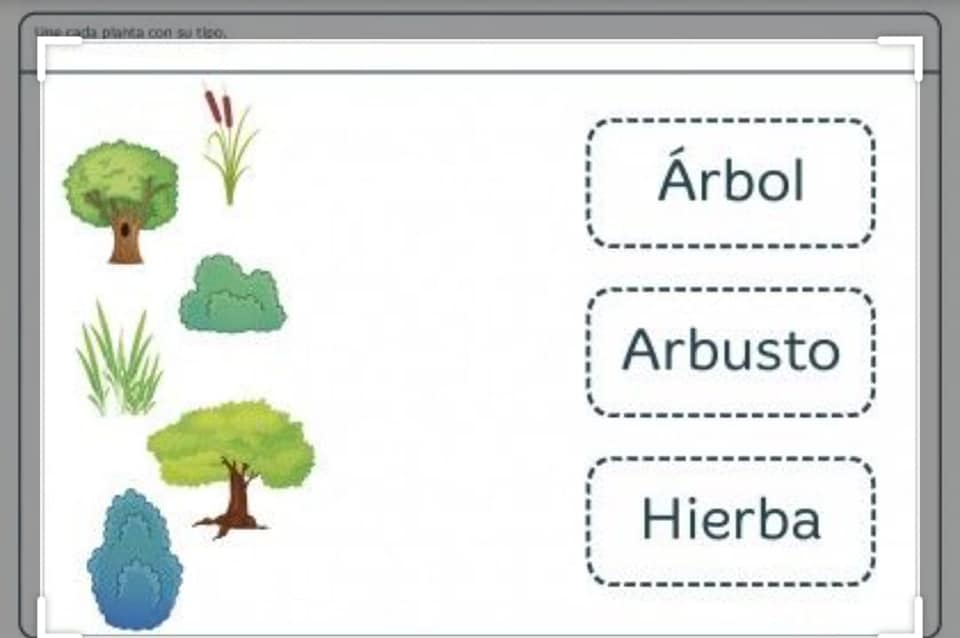 Une cada planta con su tipo.
Árbol
Arbusto
Hierba